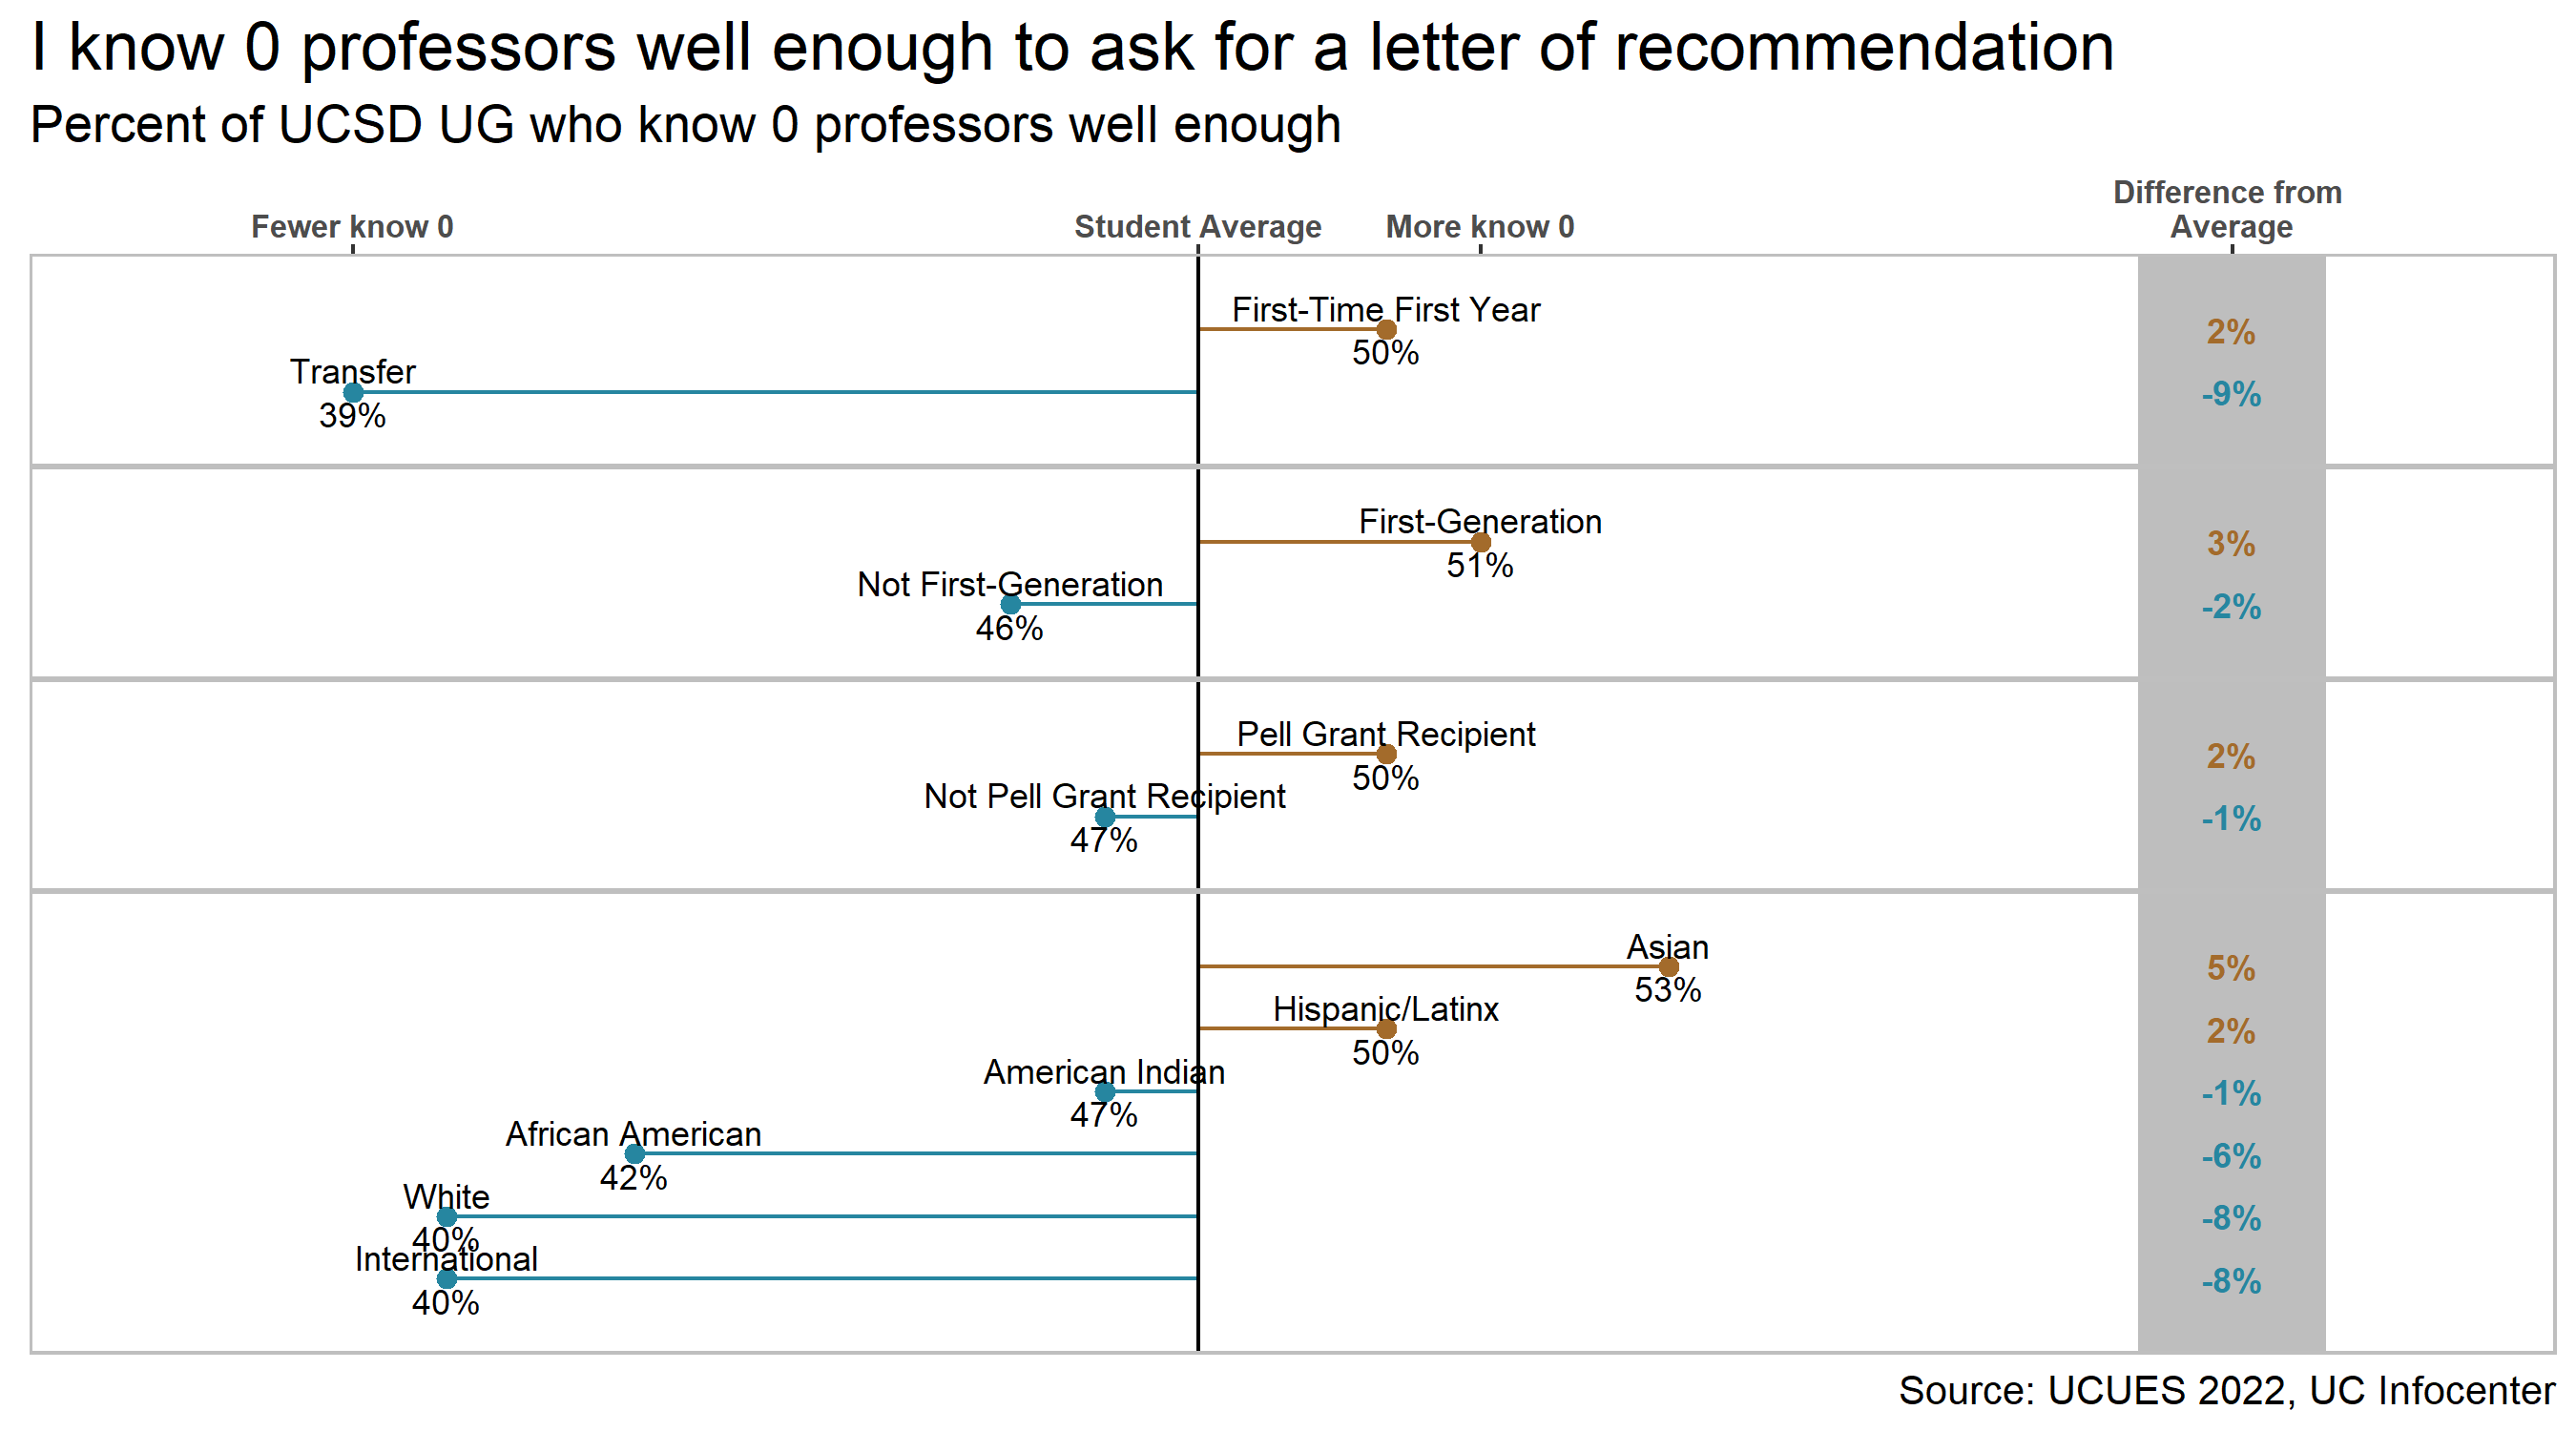 I know 0 professors well enough to ask for a letter of recommendation
Percent of UCSD UG who know 0 professors well enough
Fewer know 0
Student Average
More know 0
Difference from
Average
First-Time First Year
50%
2%
Transfer
39%
-9%
First-Generation
51%
3%
Not First-Generation
46%
-2%
Pell Grant Recipient
50%
2%
Not Pell Grant Recipient
47%
-1%
Asian
53%
5%
Hispanic/Latinx
50%
2%
American Indian
47%
-1%
African American
42%
-6%
White
40%
-8%
International
40%
-8%
Source: UCUES 2022, UC Infocenter